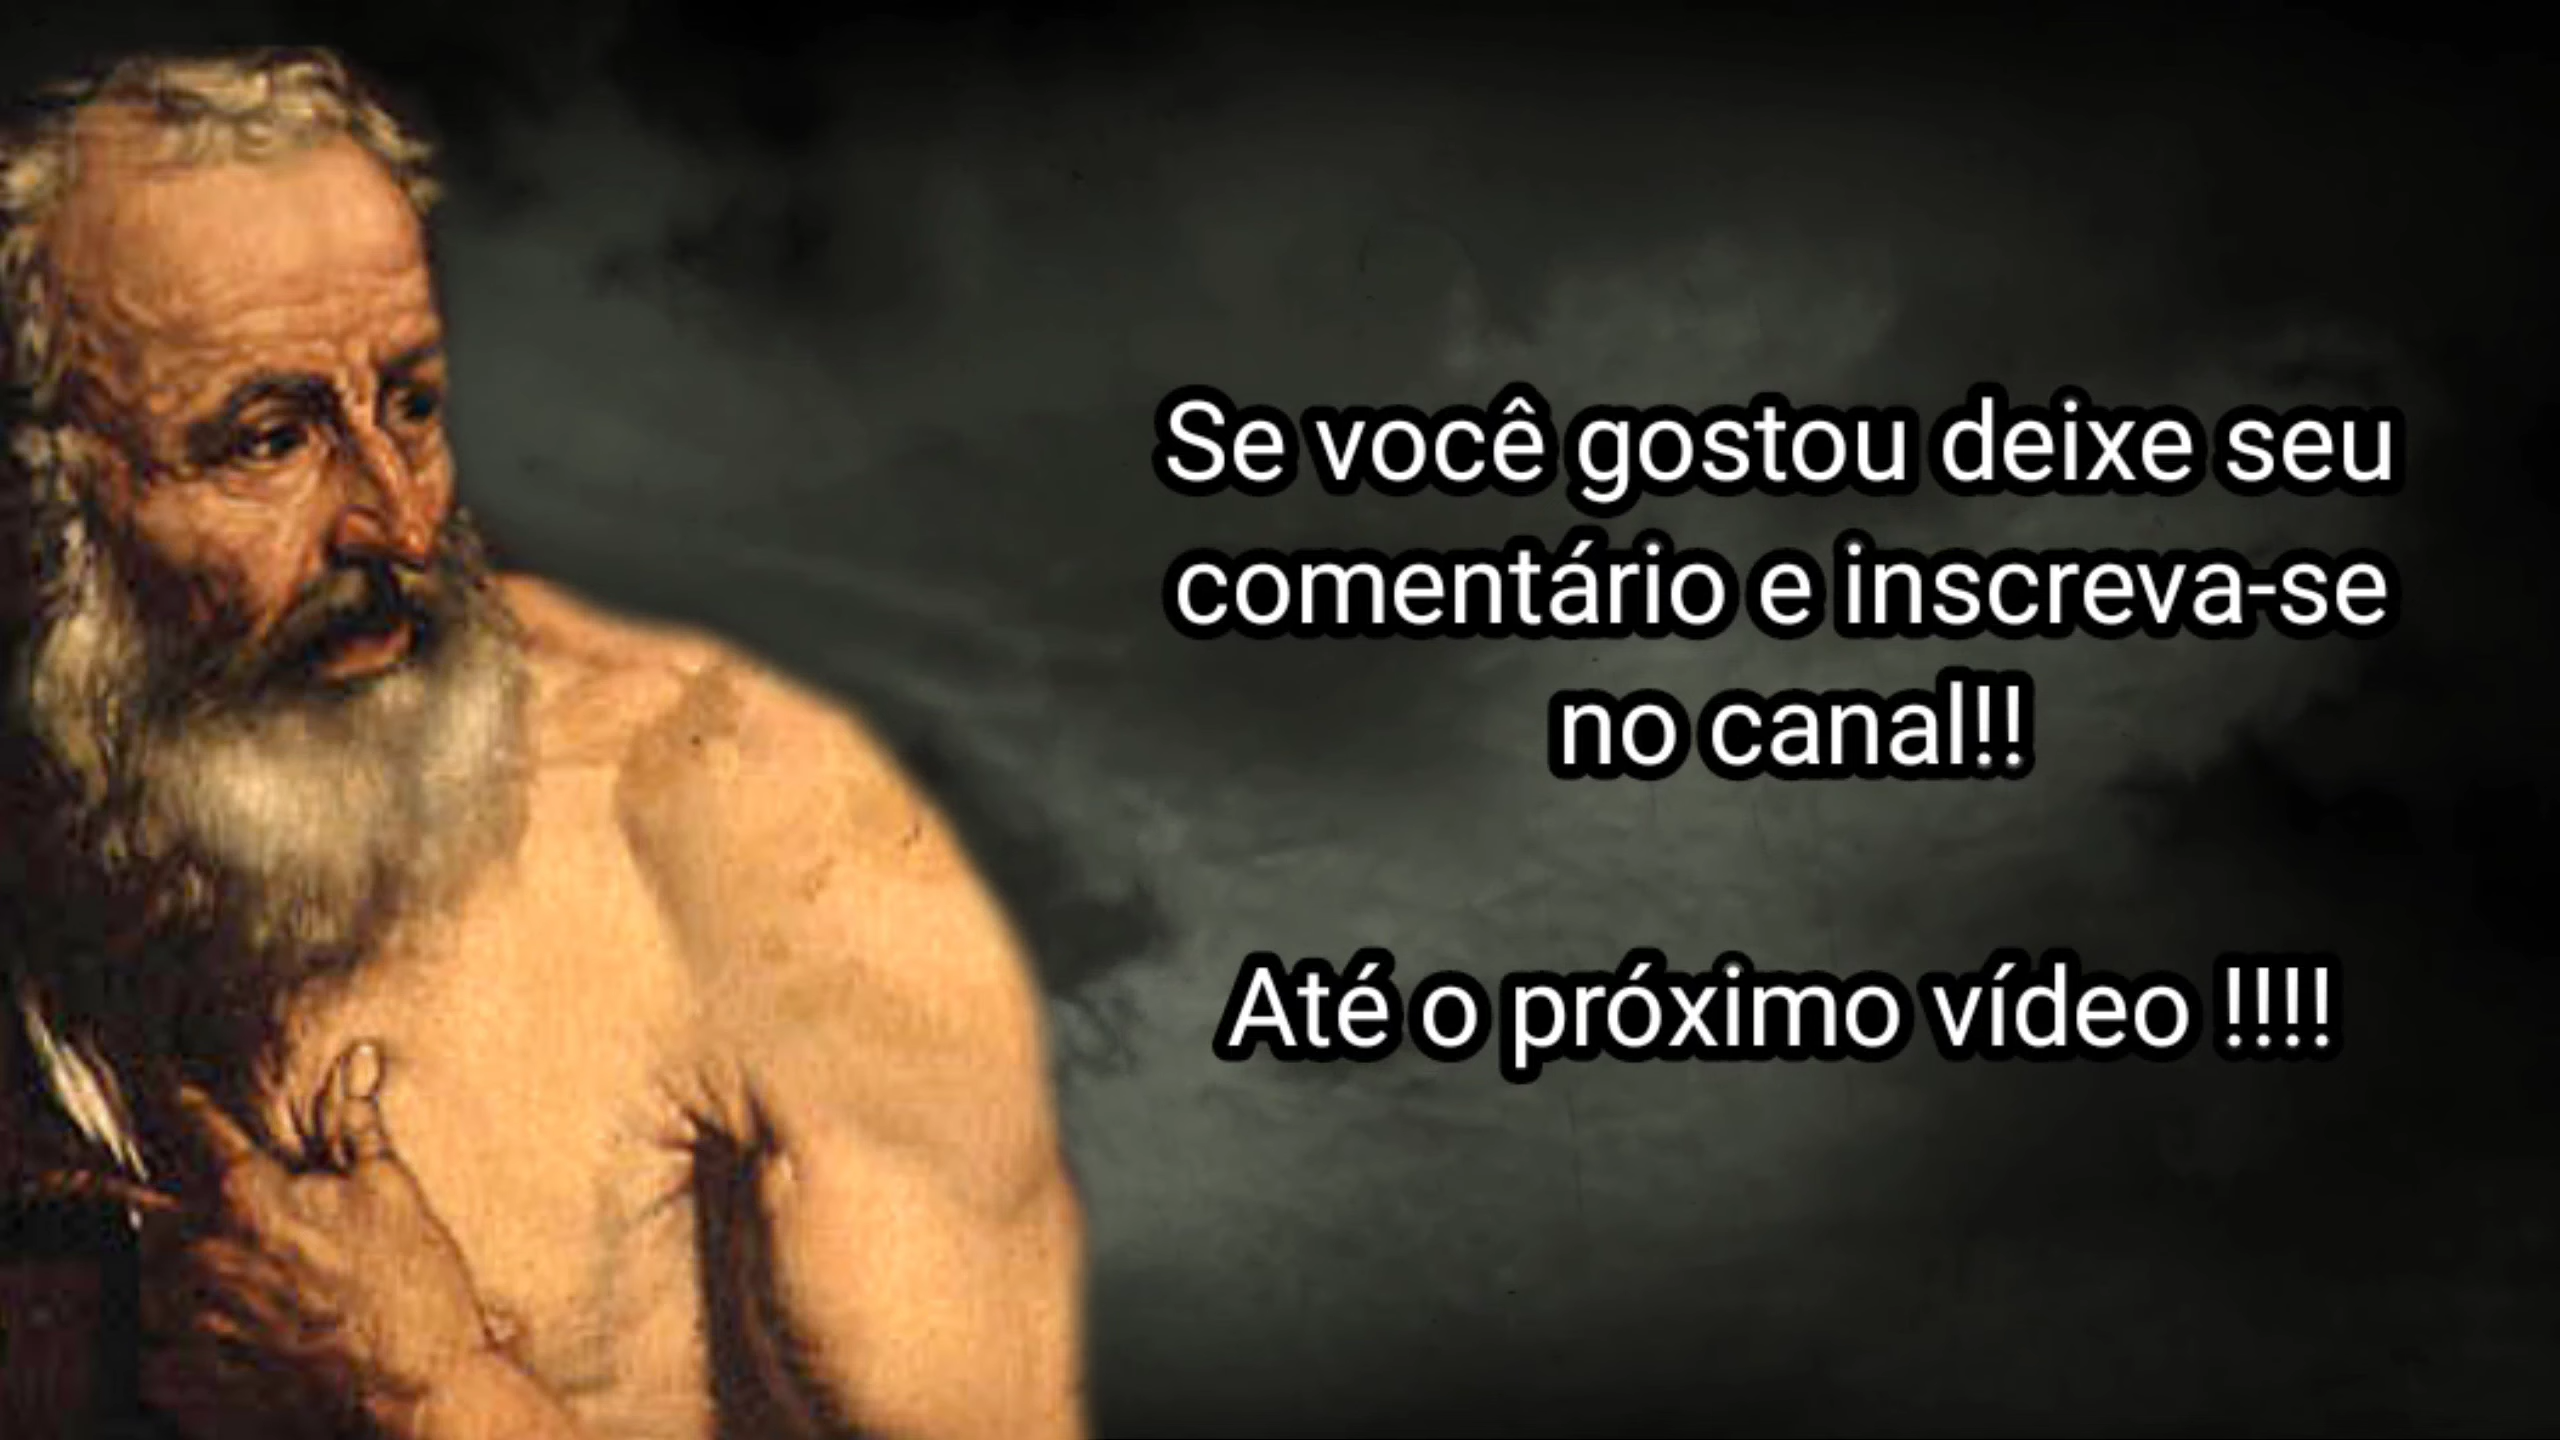 Se você gostou deixe seu
comentário e inscreva-se
no canal!!
Até o próximo vídeo !!!!